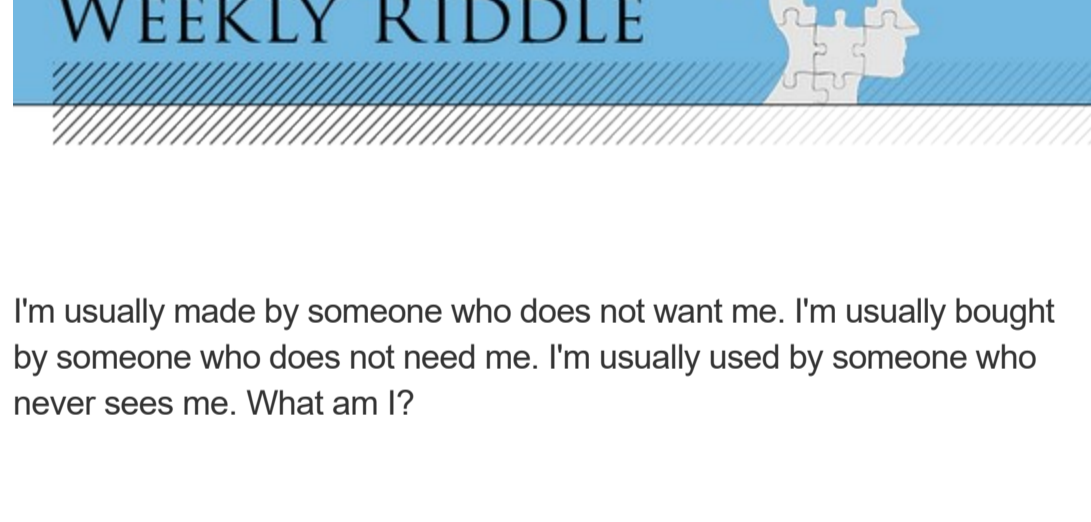 WEEKLY RIDDLE
I'm usually made by someone who does not want me. I'm usually bought
by someone who does not need me. I'm usually used by someone who
never sees me. What am I?